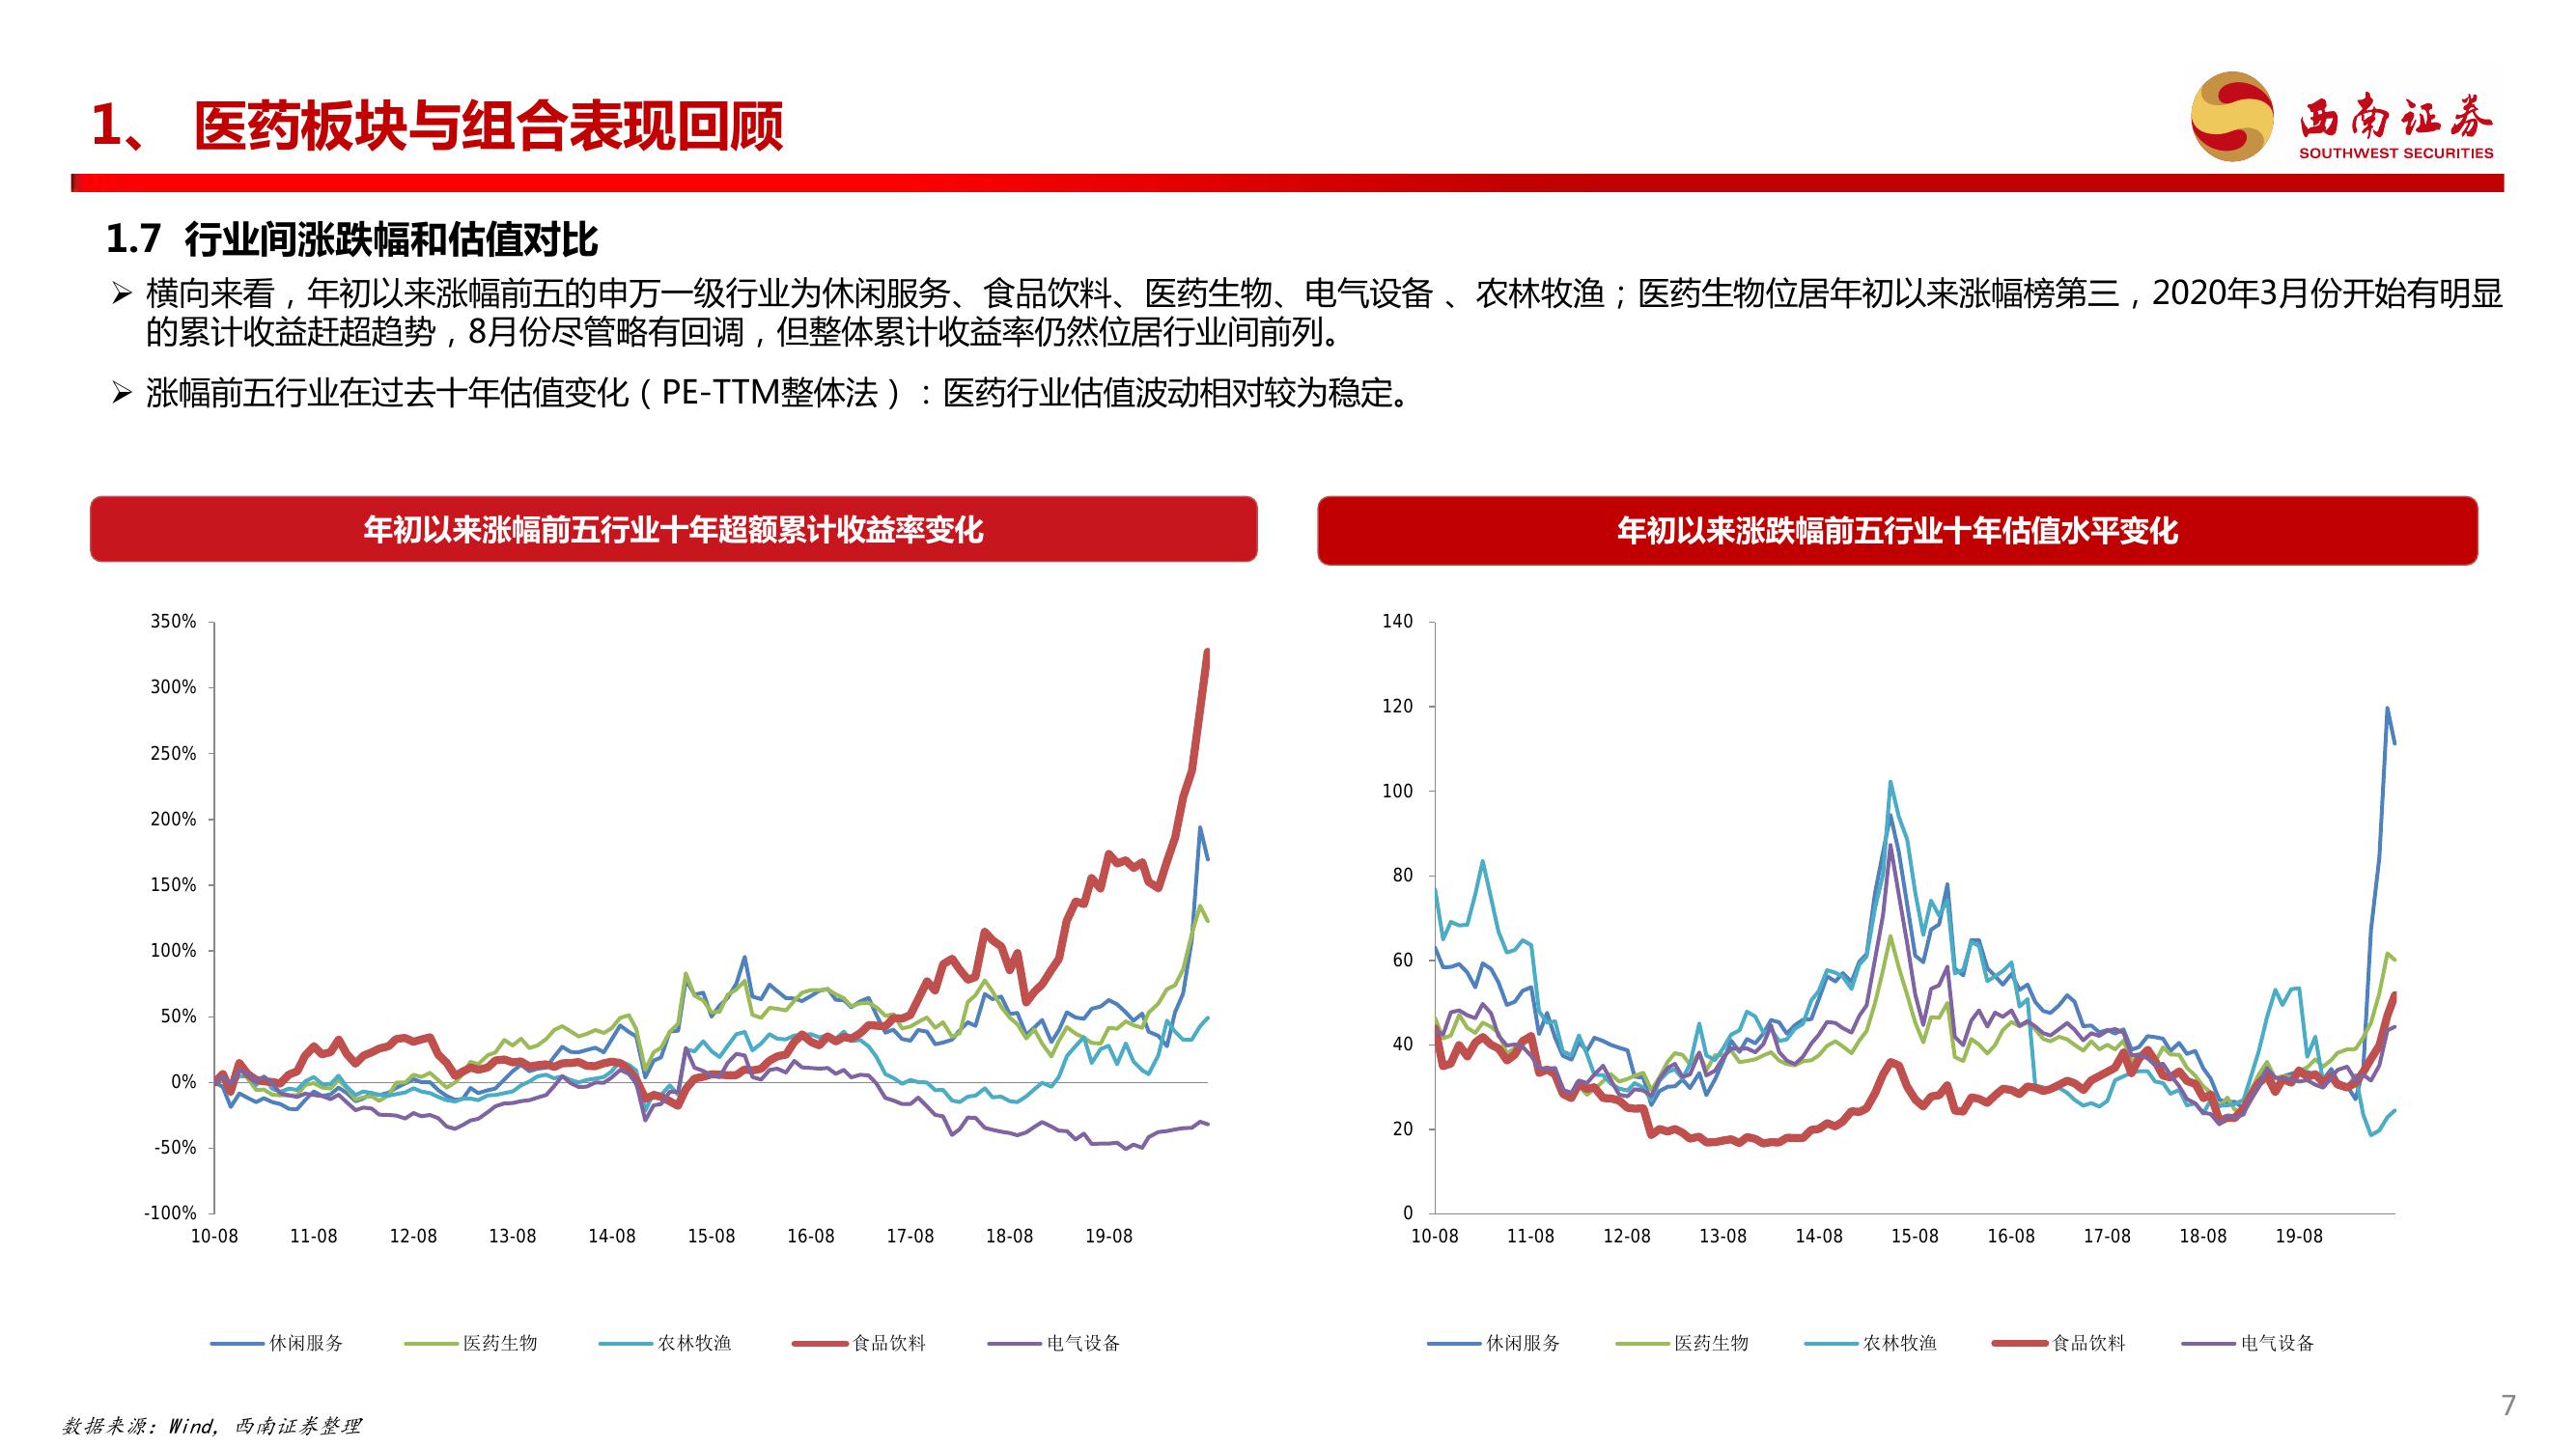 1、 医药板块与组合表现回顾
西南证券
SOUTHWEST SECURITIES
1.7 行业间涨跌幅和估值对比
➢ 横向来看，年初以来涨幅前五的申万一级行业为休闲服务、食品饮料、医药生物、电气设备 、农林牧渔；医药生物位居年初以来涨幅榜第三，2020年3月份开始有明显
的累计收益赶超趋势，8月份尽管略有回调，但整体累计收益率仍然位居行业间前列。
➢ 涨幅前五行业在过去十年估值变化（PE-TTM整体法）：医药行业估值波动相对较为稳定。
年初以来涨幅前五行业十年超额累计收益率变化
350%
300%
250%
200%
150%
100%
50%
0%
-50%
-100%
10-08 11-08 12-08 13-08 14-08 15-08 16-08 17-08 18-08 19-08
休闲服务 医药生物 农林牧渔 食品饮料 电气设备
年初以来涨跌幅前五行业十年估值水平变化
140
120
100
80
60
40
20
0
10-08 11-08 12-08 13-08 14-08 15-08 16-08 17-08 18-08 19-08
休闲服务 医药生物 农林牧渔 食品饮料 电气设备
数据来源：Wind，西南证券整理
7